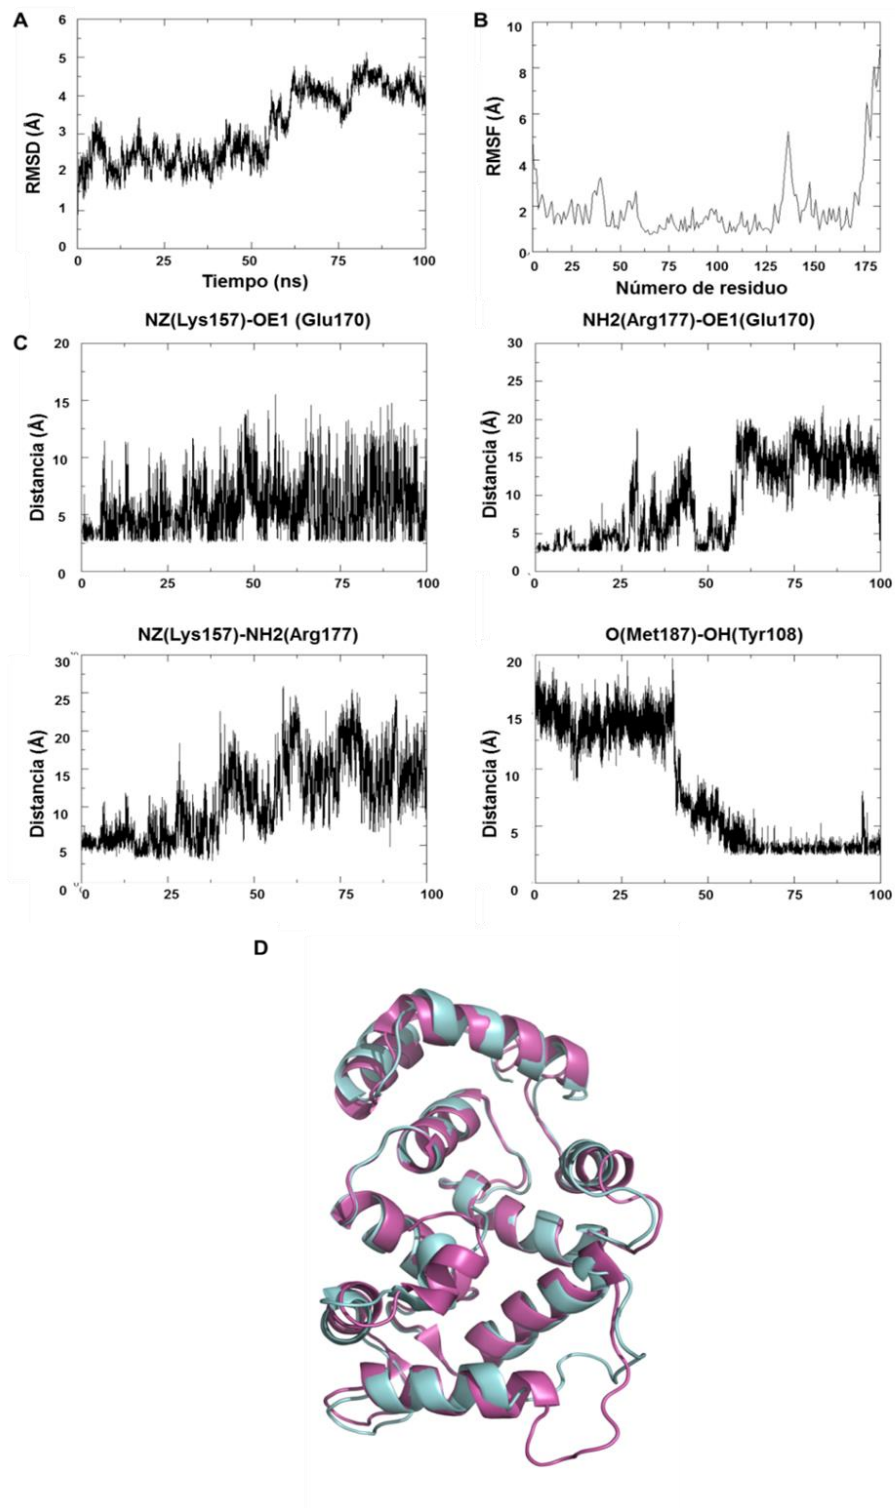 A
6
5
4
3
2
1
0
RMSD (Å)
0 25 50 75 100
Tiempo (ns)
B
10
8
6
4
2
0
RMSF (Å)
0 25 50 75 100 125 150 175
Número de residuo
C
NZ(Lys157)-OE1 (Glu170)
20
15
10
5
0
Distancia (Å)
0 25 50 75 100
NH2(Arg177)-OE1(Glu170)
30
25
20
15
10
5
0
Distancia (Å)
0 25 50 75 100
NZ(Lys157)-NH2(Arg177)
30
25
20
15
10
5
0
Distancia (Å)
0 25 50 75 100
O(Met187)-OH(Tyr108)
20
15
10
5
0
Distancia (Å)
0 25 50 75 100
D